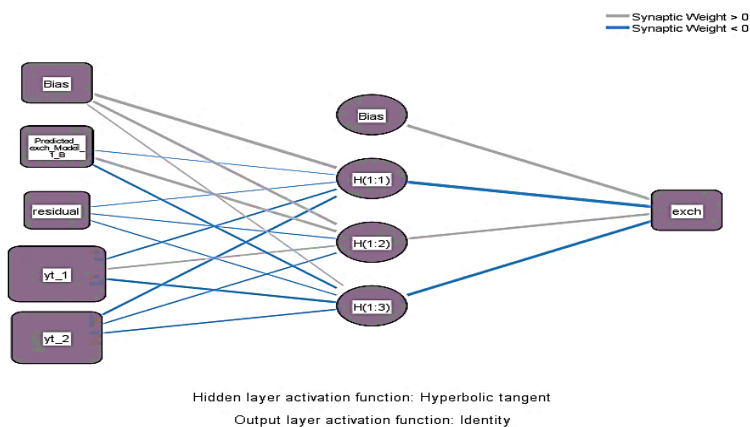 Synaptic Weight > 0
Synaptic Weight < 0
Bias
Predicted_
exch_Model_
T_B
residual
yt_1
yt_2
Bias
H(1:1)
H(1:2)
H(1:3)
exch
Hidden layer activation function: Hyperbolic tangent
Output layer activation function: Identity